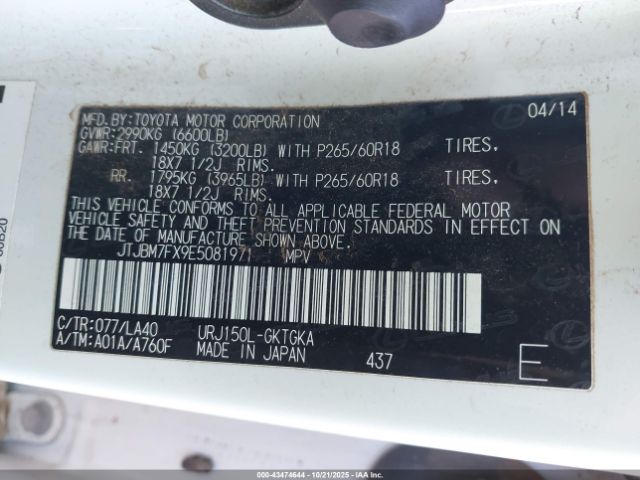 MFD.BY:TOYOTA MOTOR CORPORATION 04/14
GVWR:2990KG (6600LB)
GAWR:FRT. 1450KG (3200LB) WITH P265/60R18 TIRES,
18X7 1/2J RIMS.
RR. 1795KG (3965LB) WITH P265/60R18 TIRES,
18X7 1/2J RIMS.
THIS VEHICLE CONFORMS TO ALL APPLICABLE FEDERAL MOTOR
VEHICLE SAFETY AND THEFT PREVENTION STANDARDS IN EFFECT ON
THE DATE OF MANUFACTURE SHOWN ABOVE.
JTJBM7FX9E5081971 MPV
C/TR:077/LA40 URJ150L-GKTGKA
A/TM:A01A/A760F MADE IN JAPAN 437 E
000-43474644 | 10/21/2025 | IAA, Inc.